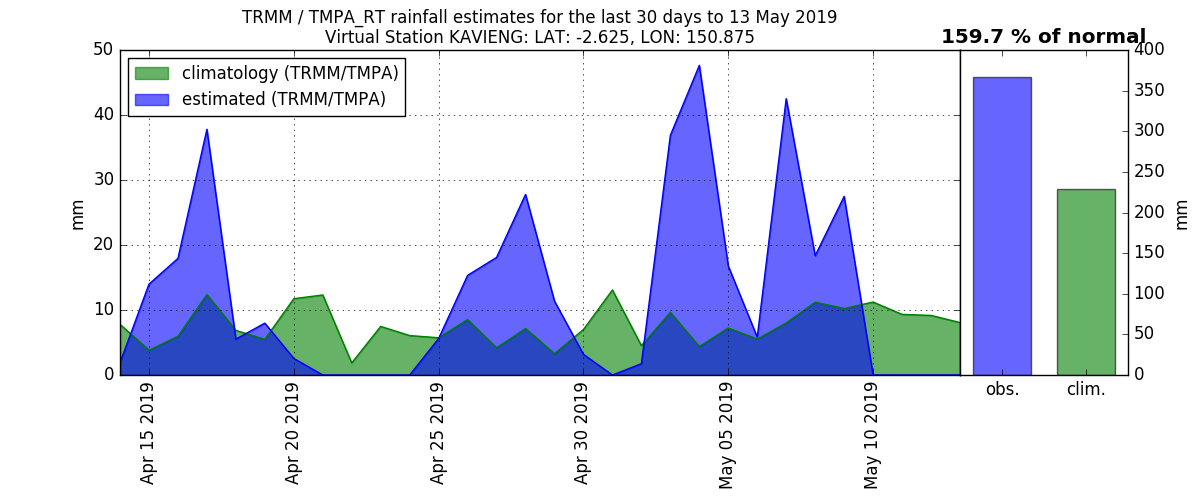 TRMM / TMPA_RT rainfall estimates for the last 30 days to 13 May 2019
Virtual Station KAVIENG: LAT: -2.625, LON: 150.875
159.7 % of normal
climatology (TRMM/TMPA)
estimated (TRMM/TMPA)
mm
50
40
30
20
10
0
Apr 15 2019
Apr 20 2019
Apr 25 2019
Apr 30 2019
May 05 2019
May 10 2019
400
350
300
250
200
150
100
50
0
mm
obs.
clim.